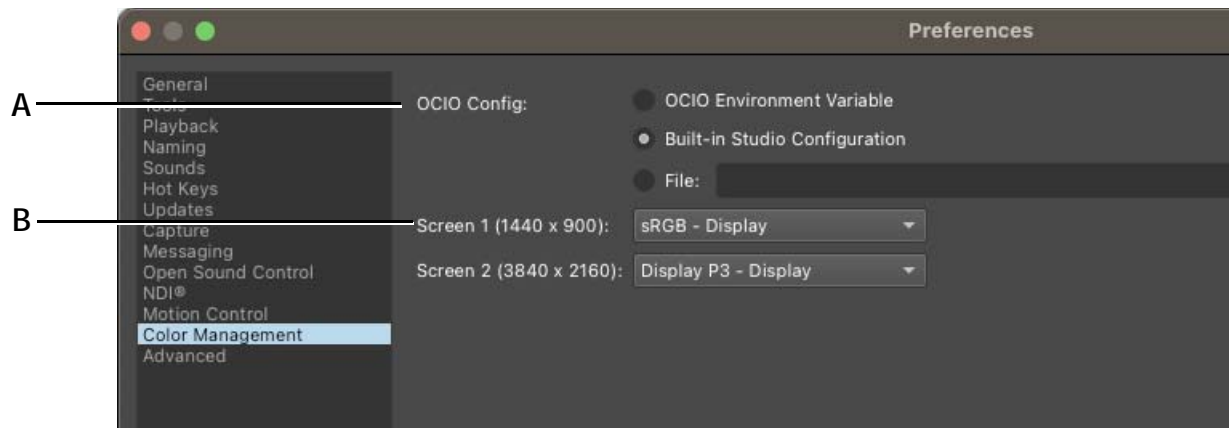 Preferences
General
Tools
Playback
Naming
Sounds
Hot Keys
Updates
Capture
Messaging
Open Sound Control
NDI®
Motion Control
Color Management
Advanced
A
OCIO Config:
OCIO Environment Variable
Built-in Studio Configuration
File:
B
Screen 1 (1440 x 900): sRGB - Display
Screen 2 (3840 x 2160): Display P3 - Display